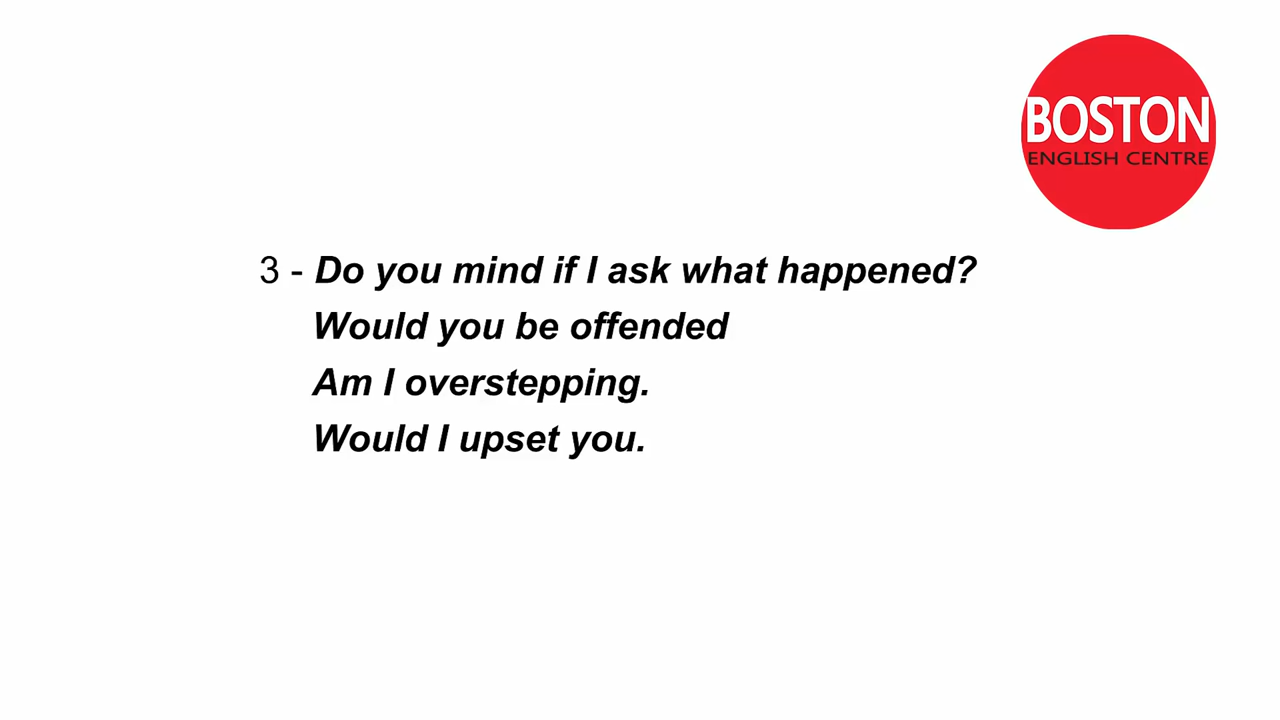 BOSTON
ENGLISH CENTRE
3 - Do you mind if I ask what happened?
Would you be offended
Am I overstepping.
Would I upset you.